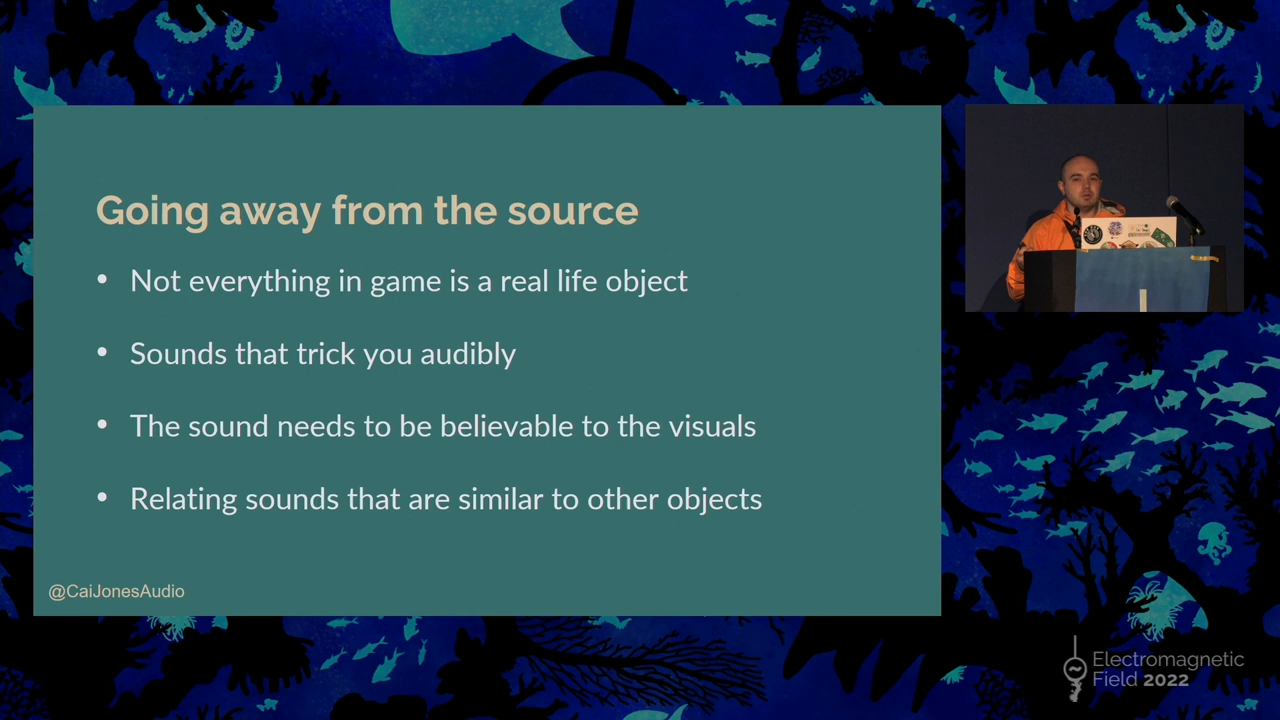 Going away from the source
• Not everything in game is a real life object
• Sounds that trick you audibly
• The sound needs to be believable to the visuals
• Relating sounds that are similar to other objects
@CaiJonesAudio
Electromagnetic
Field 2022